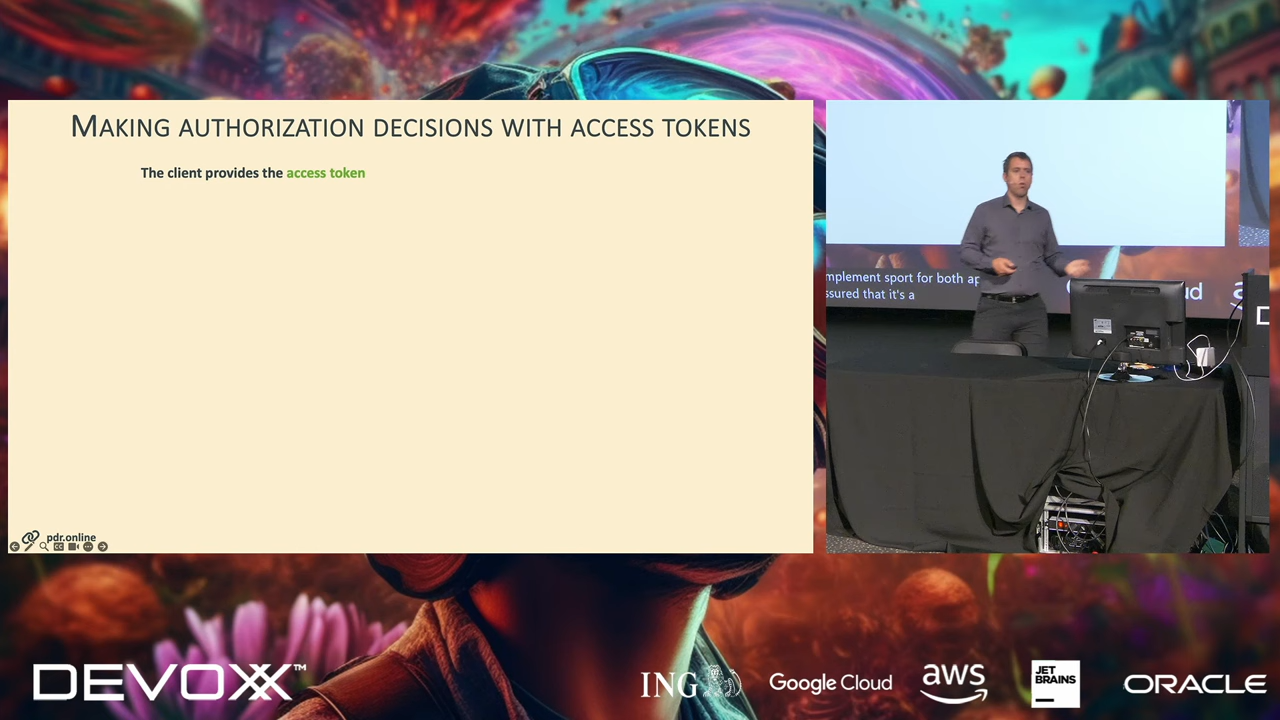 MAKING AUTHORIZATION DECISIONS WITH ACCESS TOKENS
The client provides the access token
pdr.online
mplement sport for both ap
ssured that it's a
ud
DEVOXX™
ING
Google Cloud
aws
JET
BRAINS
ORACLE